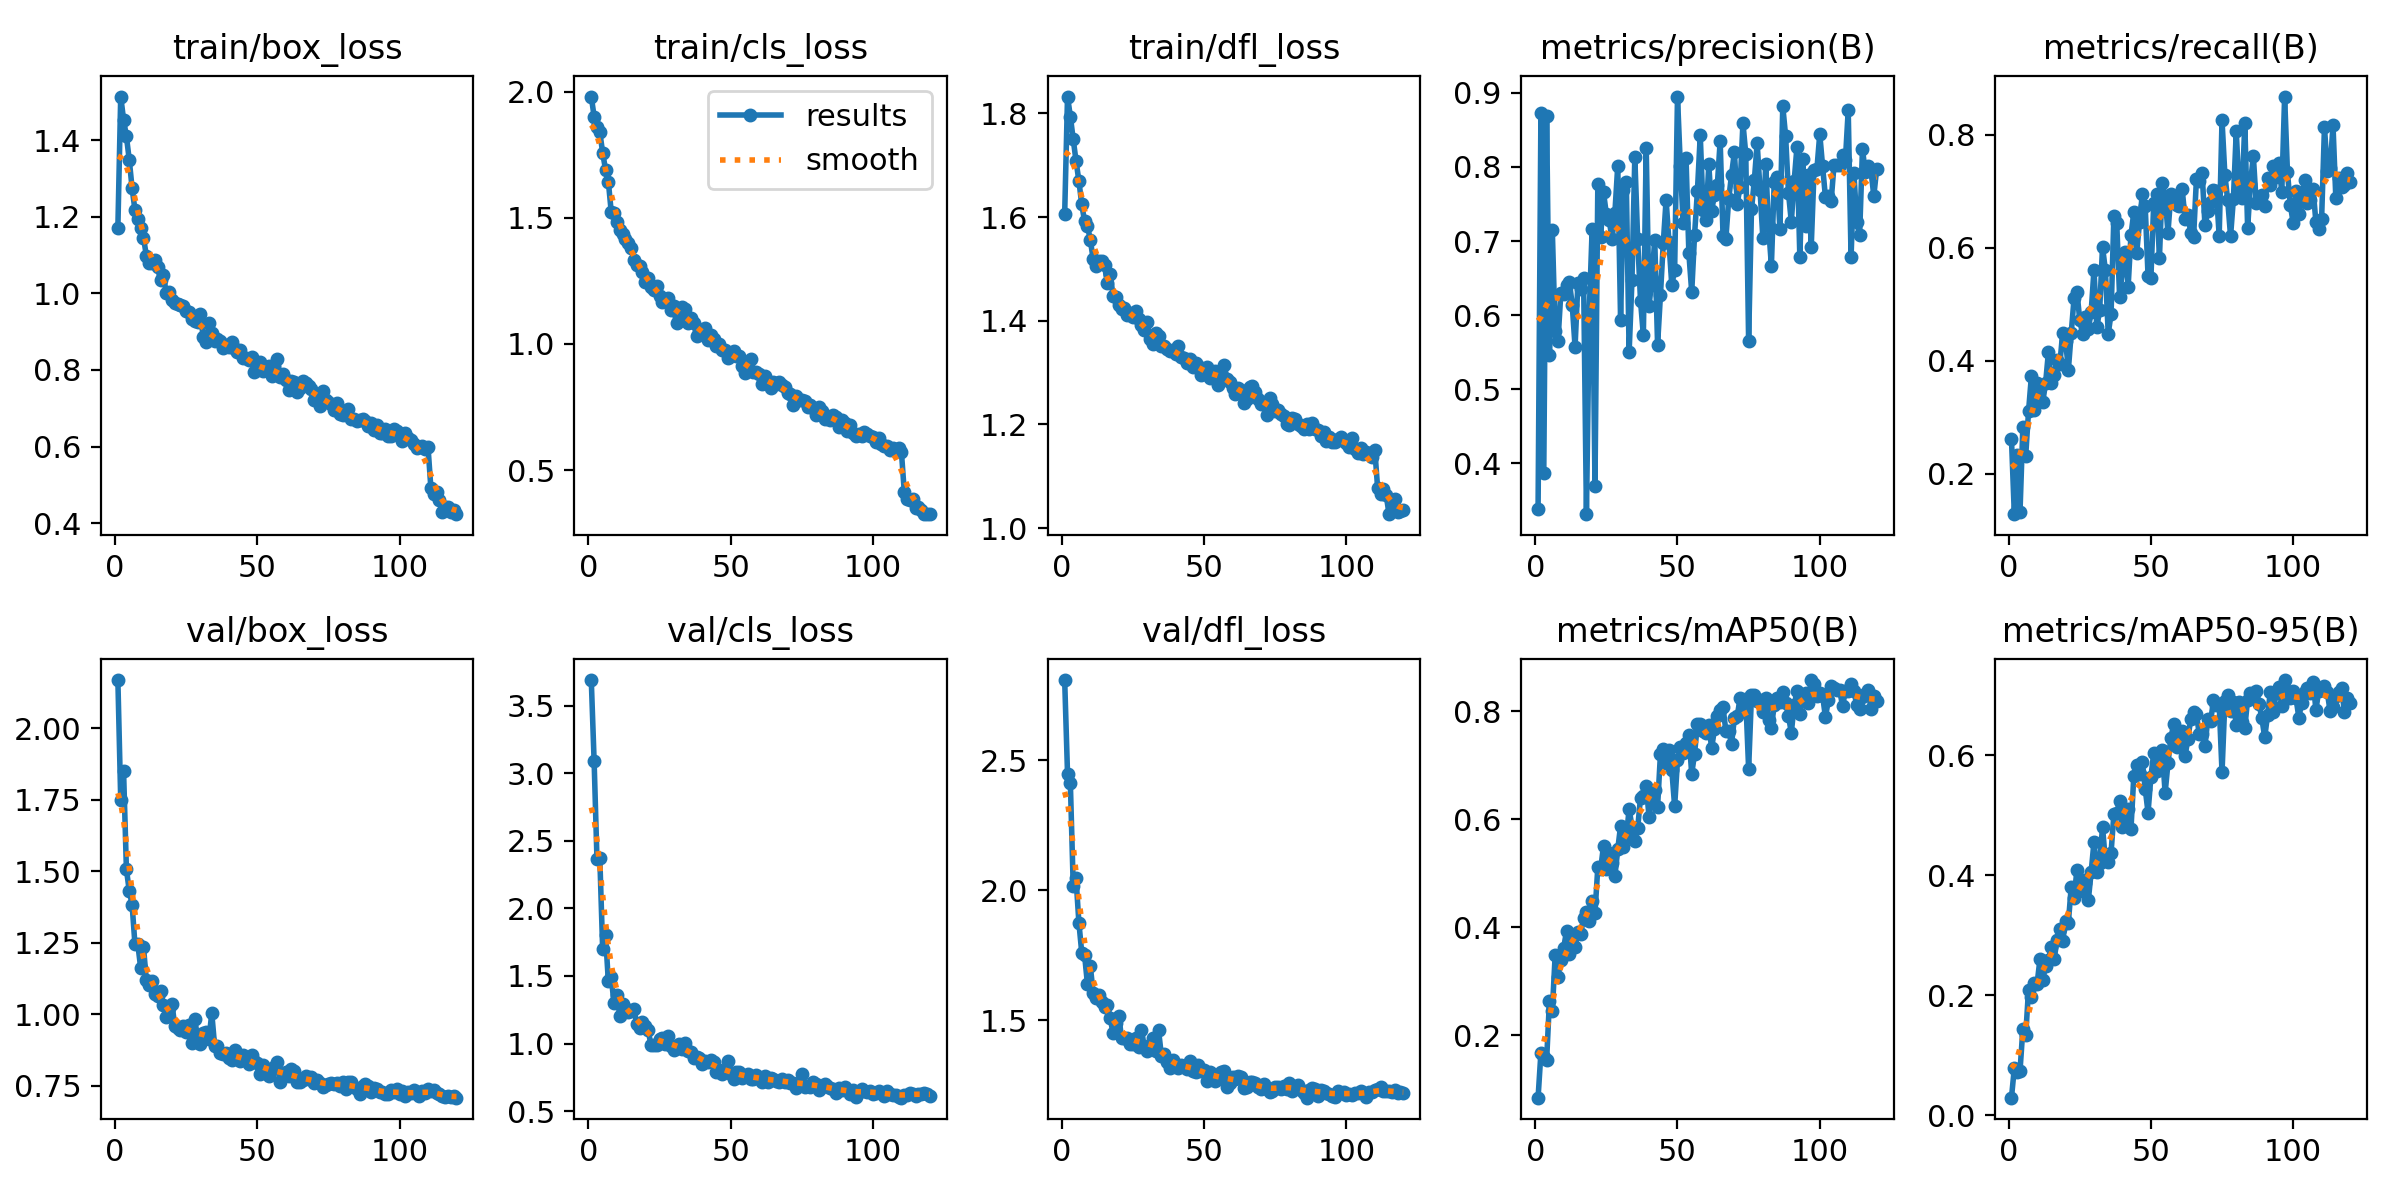 train/box_loss
train/cls_loss
train/dfl_loss
metrics/precision(B)
metrics/recall(B)
1.4
1.2
1.0
0.8
0.6
0.4
0 50 100
2.0
1.5
1.0
0.5
0 50 100
results
smooth
1.8
1.6
1.4
1.2
1.0
0 50 100
0.9
0.8
0.7
0.6
0.5
0.4
0 50 100
0.8
0.6
0.4
0.2
0 50 100
val/box_loss
val/cls_loss
val/dfl_loss
metrics/mAP50(B)
metrics/mAP50-95(B)
2.00
1.75
1.50
1.25
1.00
0.75
0 50 100
3.5
3.0
2.5
2.0
1.5
1.0
0.5
0 50 100
2.5
2.0
1.5
0 50 100
0.8
0.6
0.4
0.2
0 50 100
0.6
0.4
0.2
0.0
0 50 100